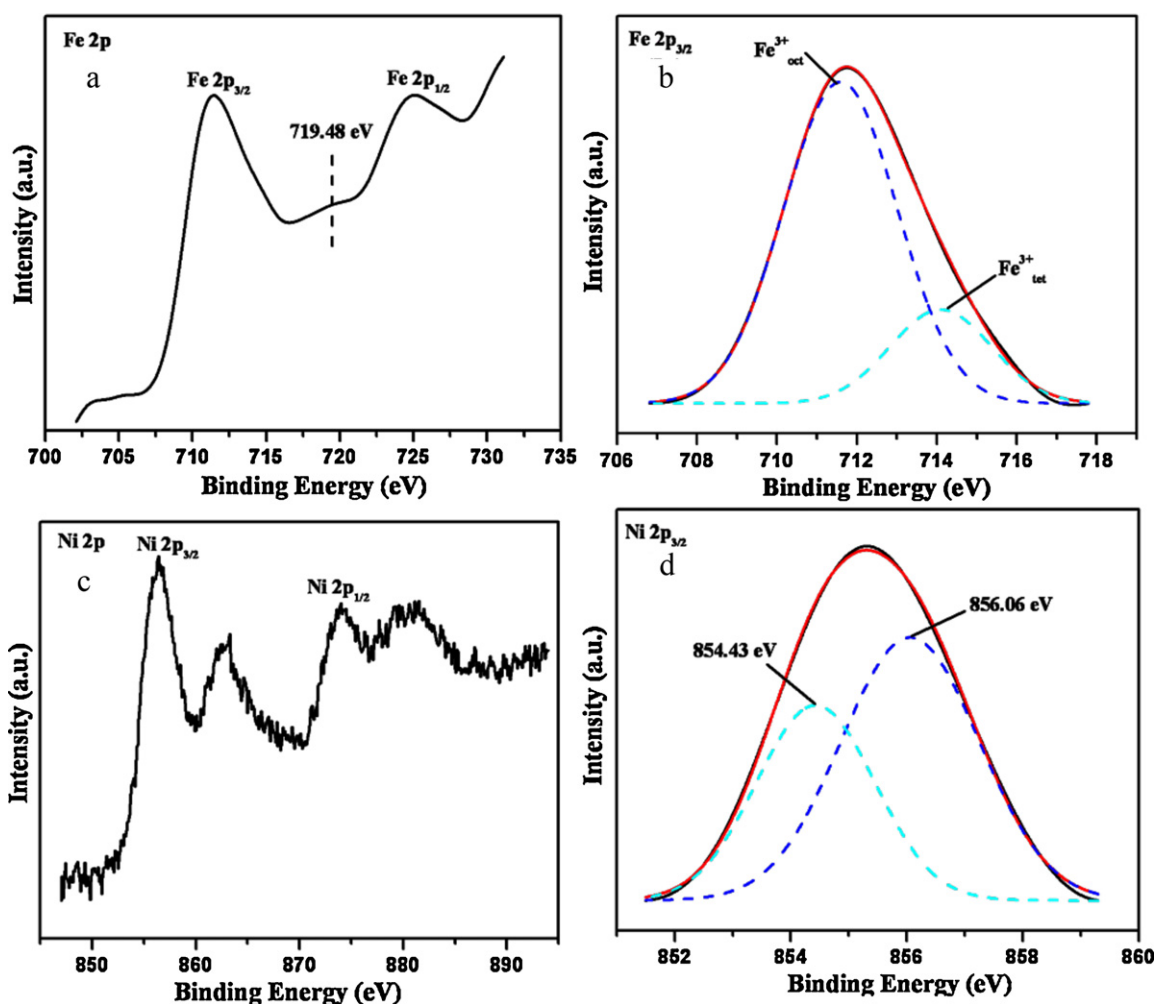 Fe 2p
a
Fe 2p3/2
Fe 2p1/2
719.48 eV
Intensity (a.u.)
700 705 710 715 720 725 730 735
Binding Energy (eV)
Fe 2p3/2
Fe3+oct
b
Fe3+tet
Intensity (a.u.)
706 708 710 712 714 716 718
Binding Energy (eV)
Ni 2p
Ni 2p3/2
c
Ni 2p1/2
Intensity (a.u.)
850 860 870 880 890
Binding Energy (eV)
Ni 2p3/2
d
856.06 eV
854.43 eV
Intensity (a.u.)
852 854 856 858 860
Binding Energy (eV)